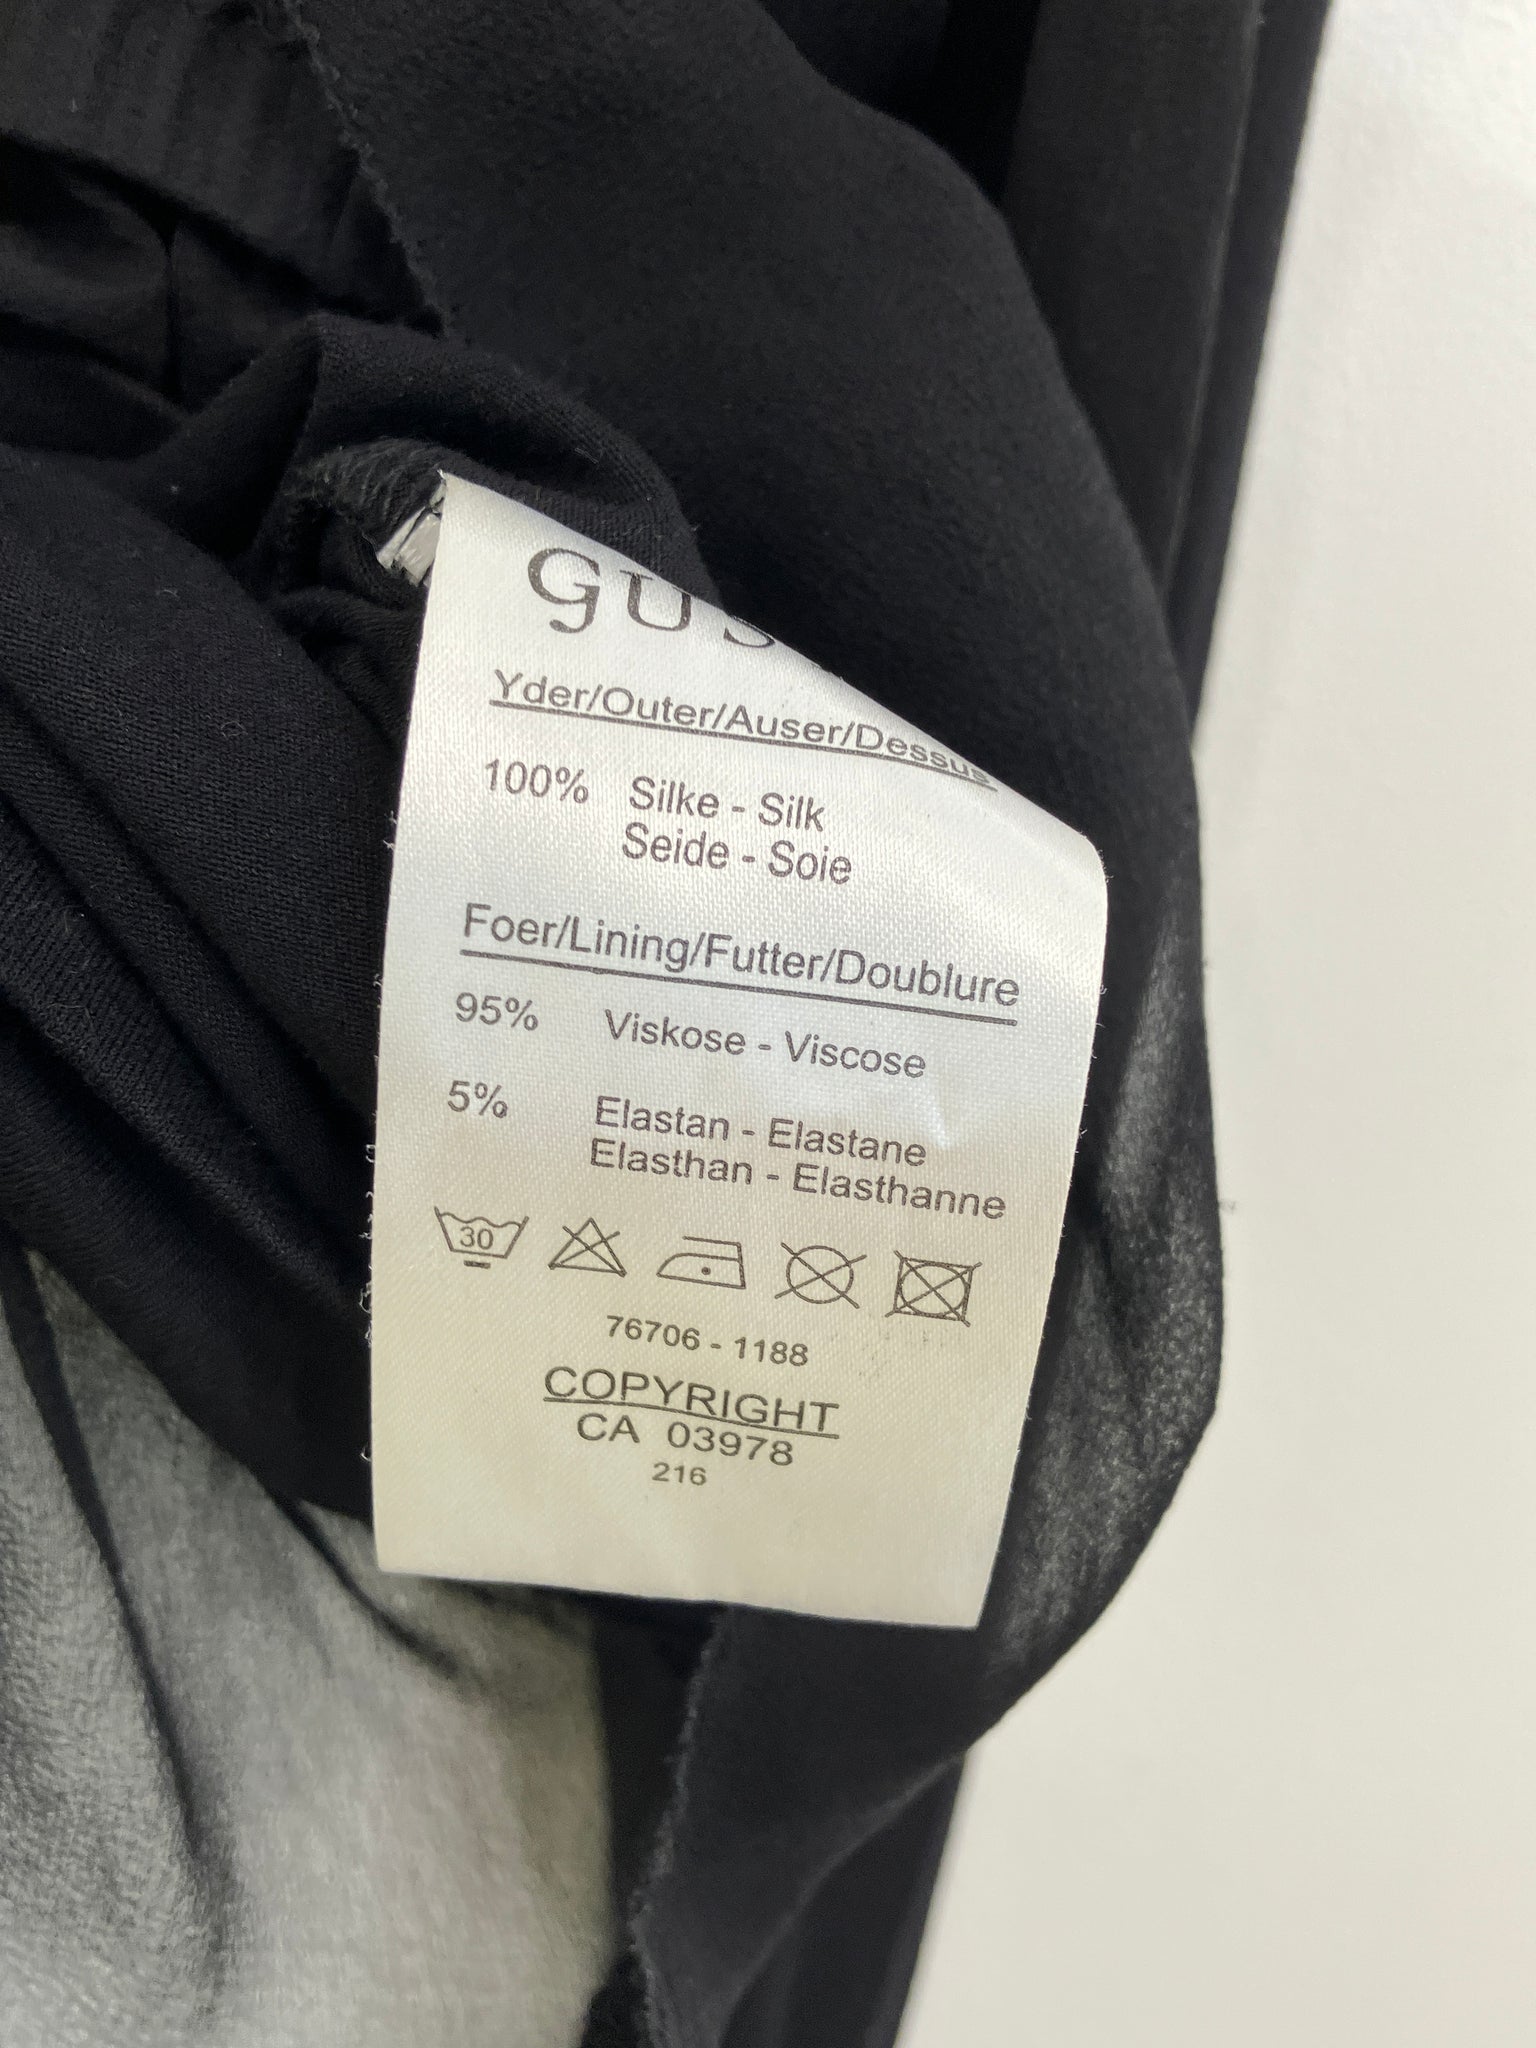 Yder/Outer/Auser/Dessus
100% Silke - Silk
Seide - Soie
Foer/Lining/Futter/Doublure
95% Viskose - Viscose
5% Elastan - Elastane
Elasthan - Elasthanne
30
76706 - 1188
COPYRIGHT
CA 03978
216